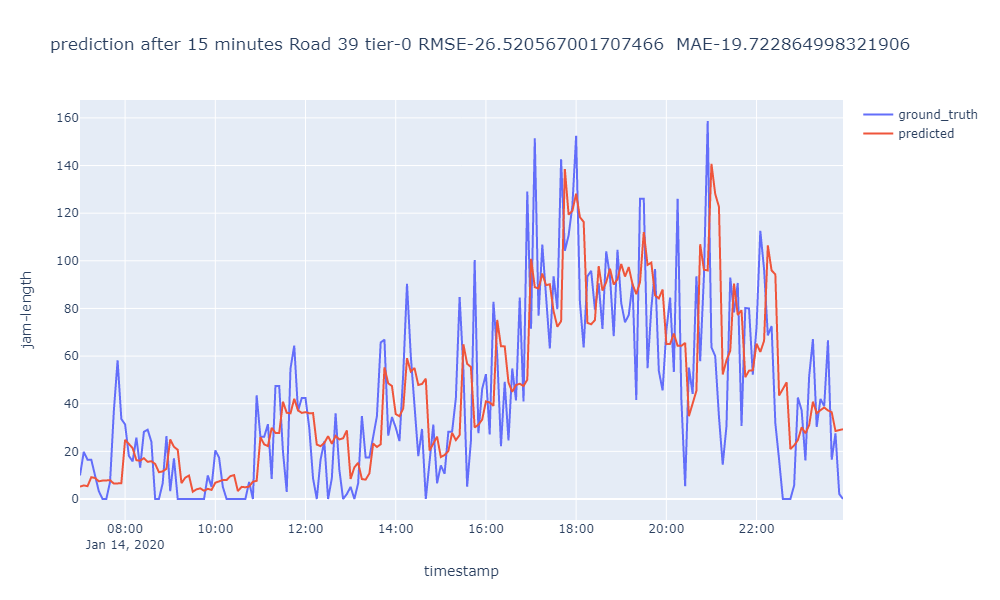 prediction after 15 minutes Road 39 tier-0 RMSE-26.520567001707466  MAE-19.722864998321906
ground_truth
predicted
160
140
120
100
80
60
40
20
0
jam-length
08:00 10:00 12:00 14:00 16:00 18:00 20:00 22:00
Jan 14, 2020
timestamp